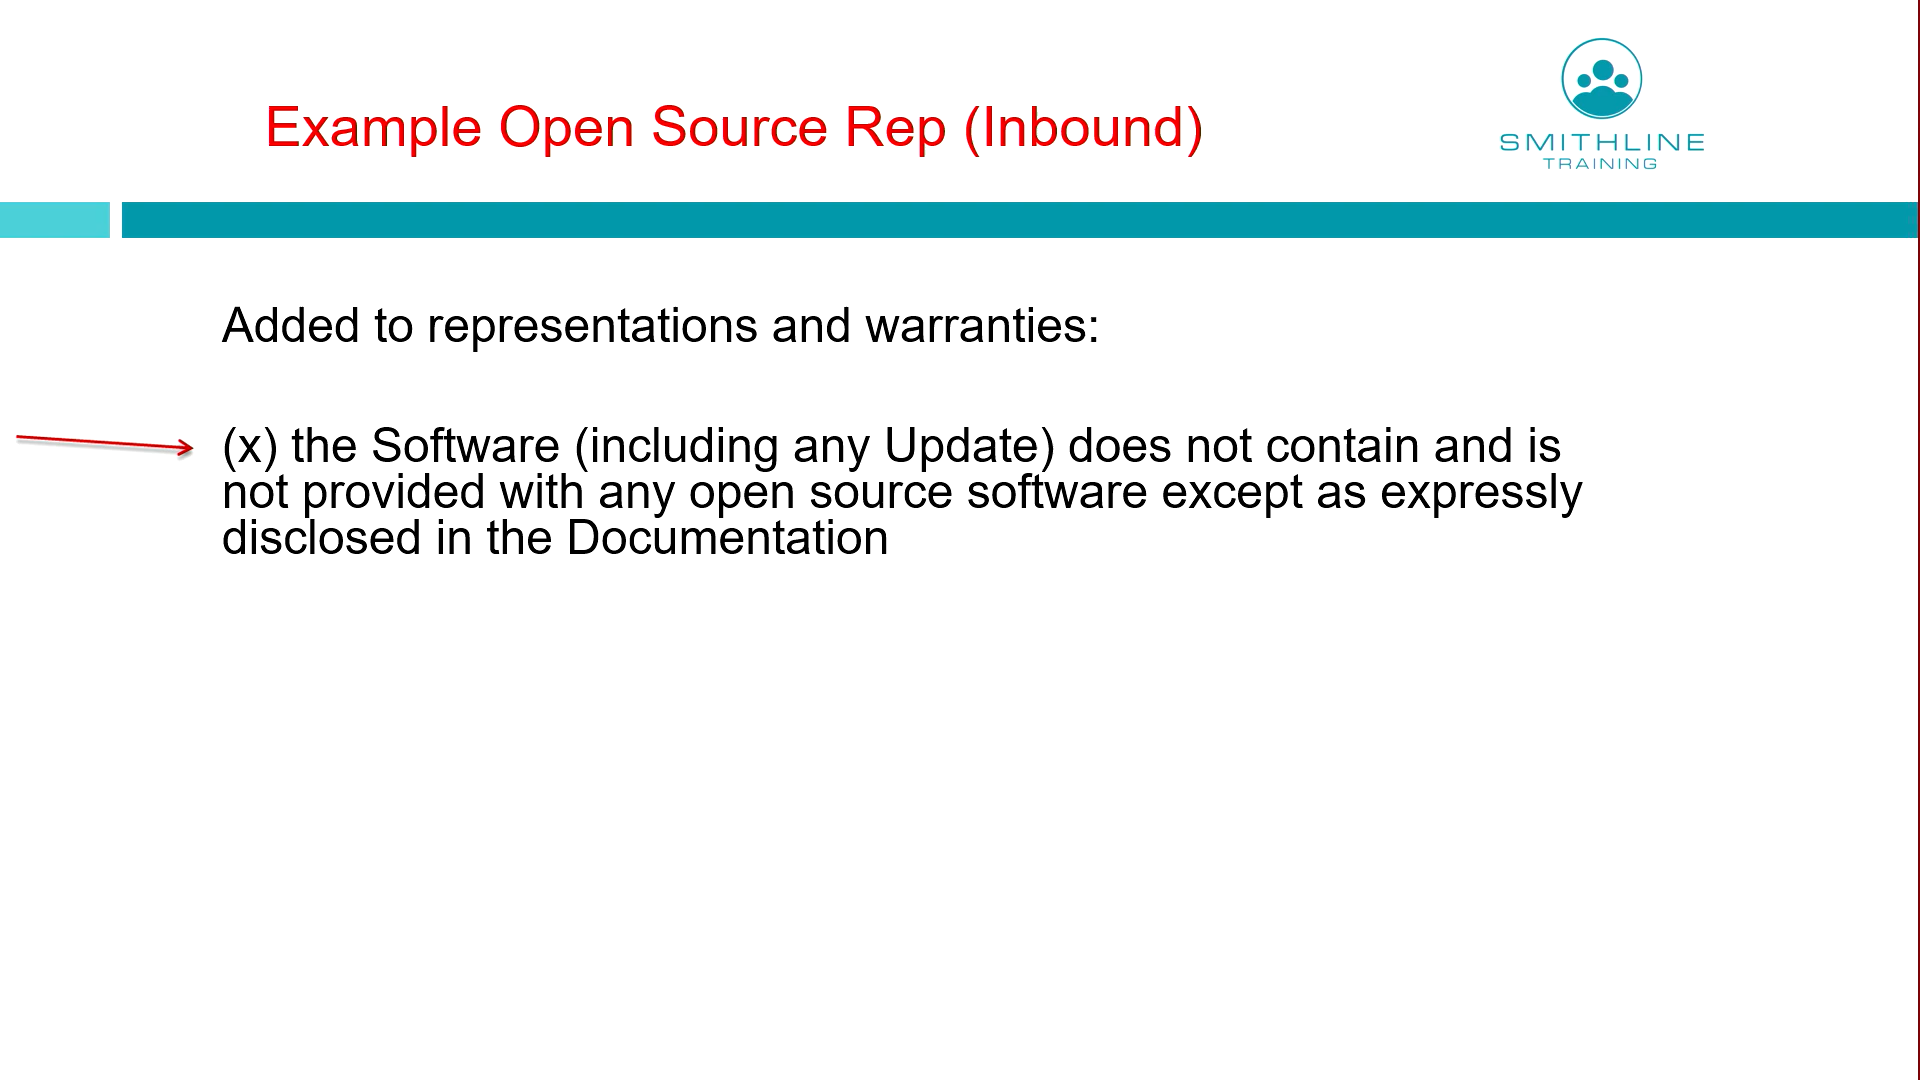 Example Open Source Rep (Inbound)
SMITHLINE
TRAINING
Added to representations and warranties:
(x) the Software (including any Update) does not contain and is
not provided with any open source software except as expressly
disclosed in the Documentation